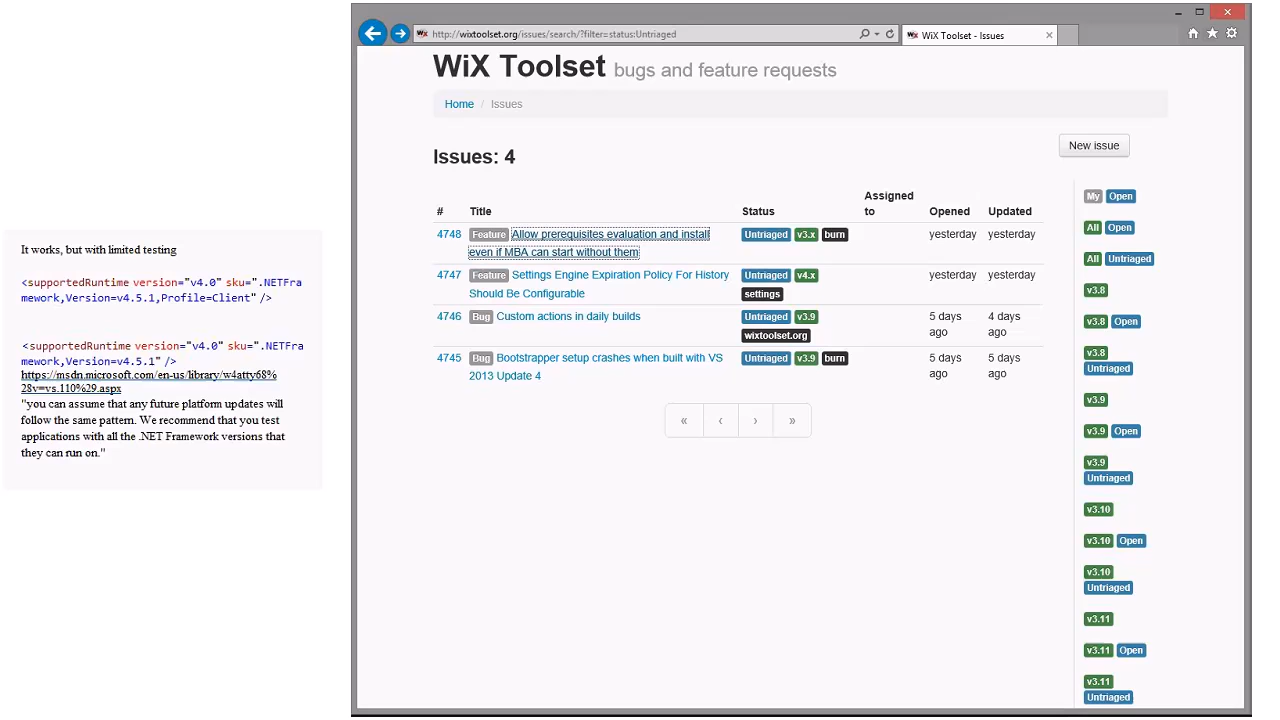 It works, but with limited testing
<supportedRuntime version="v4.0" sku=".NETFra
mework,Version=v4.5.1,Profile=Client" />
<supportedRuntime version="v4.0" sku=".NETFra
mework,Version=v4.5.1" />
https://msdn.microsoft.com/en-us/library/w4atty68%
28v=vs.110%29.aspx
"you can assume that any future platform updates will
follow the same pattern. We recommend that you test
applications with all the .NET Framework versions that
they can run on."
http://wixtoolset.org/issues/search/?filter=status:Untriaged
WiX Toolset - Issues
WiX Toolset bugs and feature requests
Home / Issues
Issues: 4
New issue
# Title Status Assigned to Opened Updated
4748 Feature Allow prerequisites evaluation and install Untriaged v3.x burn yesterday yesterday
even if MBA can start without them
4747 Feature Settings Engine Expiration Policy For History Untriaged v4.x yesterday yesterday
Should Be Configurable settings
4746 Bug Custom actions in daily builds Untriaged v3.9 5 days 4 days
wixtoolset.org ago ago
4745 Bug Bootstrapper setup crashes when built with VS Untriaged v3.9 burn 5 days 5 days
2013 Update 4 ago ago
« ‹ › »
My Open
All Open
All Untriaged
v3.8
v3.8 Open
v3.8
Untriaged
v3.9
v3.9 Open
v3.9
Untriaged
v3.10
v3.10 Open
v3.10
Untriaged
v3.11
v3.11 Open
v3.11
Untriaged